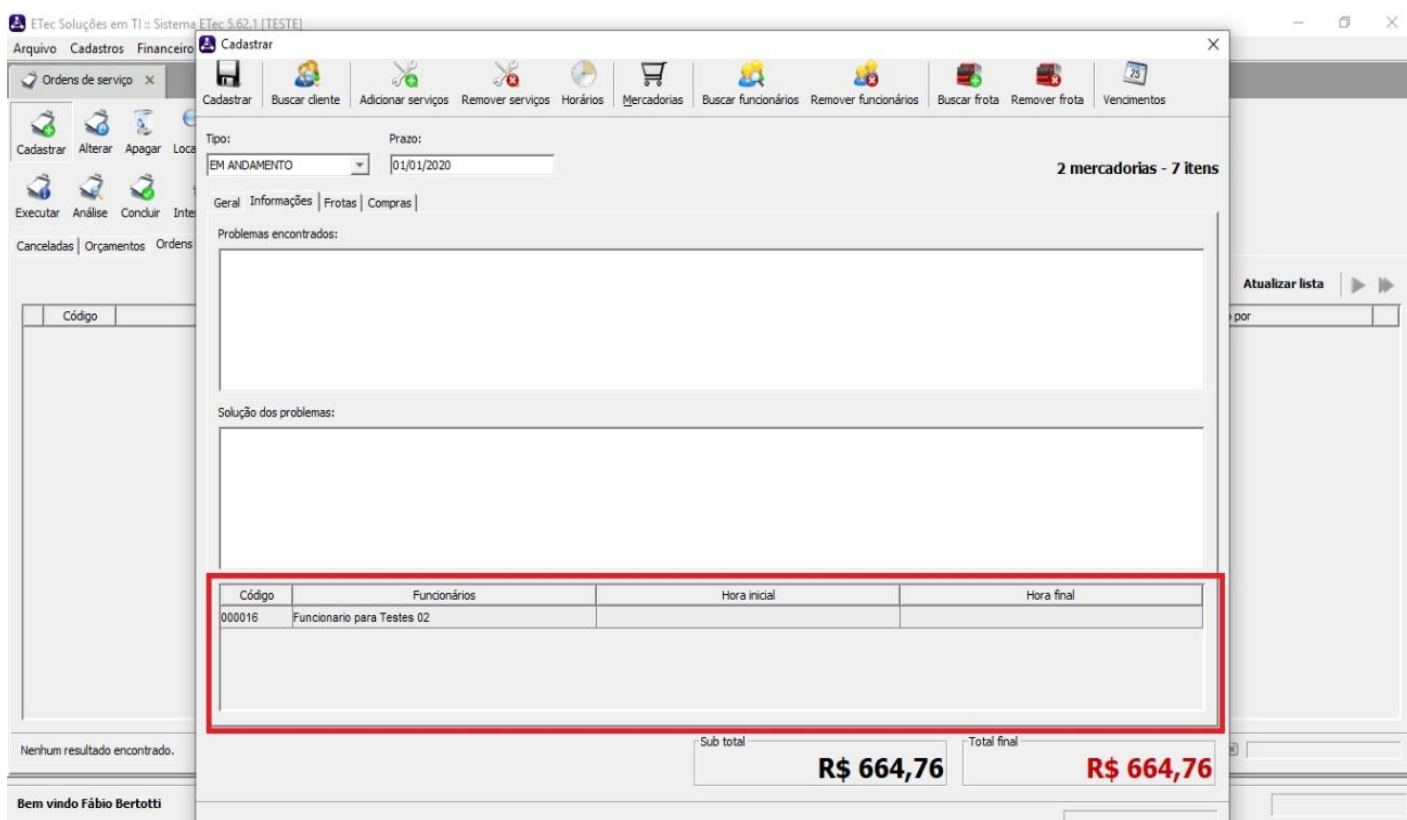 ETec Soluções em TI :: Sistema ETec 5.62.1 [TESTE]
Arquivo Cadastros Financeiro
Ordens de serviço
Cadastrar Alterar Apagar
Executar Análise Concluir
Canceladas Orçamentos Ordens
Código
Nenhum resultado encontrado.
Bem vindo Fábio Bertotti
Cadastrar
Cadastrar Buscar cliente Adicionar serviços Remover serviços Horários Mercadorias Buscar funcionários Remover funcionários Buscar frota Remover frota Vencimentos
Tipo: Prazo:
EM ANDAMENTO 01/01/2020
2 mercadorias - 7 itens
Geral Informações Frotas Compras
Problemas encontrados:
Solução dos problemas:
Código Funcionários Hora inicial Hora final
000016 Funcionario para Testes 02
Sub total Total final
R$ 664,76 R$ 664,76
Atualizar lista
por